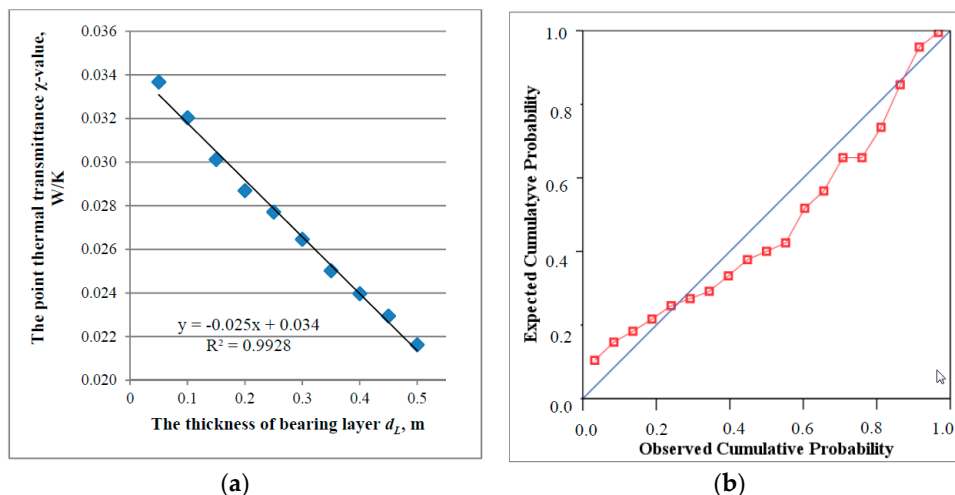 The point thermal transmittance χ-value,
W/K
0.036
0.034
0.032
0.030
0.028
0.026
0.024
0.022
0.020
y = -0.025x + 0.034
R² = 0.9928
0 0.1 0.2 0.3 0.4 0.5
The thickness of bearing layer dL, m
(a)
Expected Cumulatyve Probability
1.0
0.8
0.6
0.4
0.2
0.0
0.0 0.2 0.4 0.6 0.8 1.0
Observed Cumulative Probability
(b)